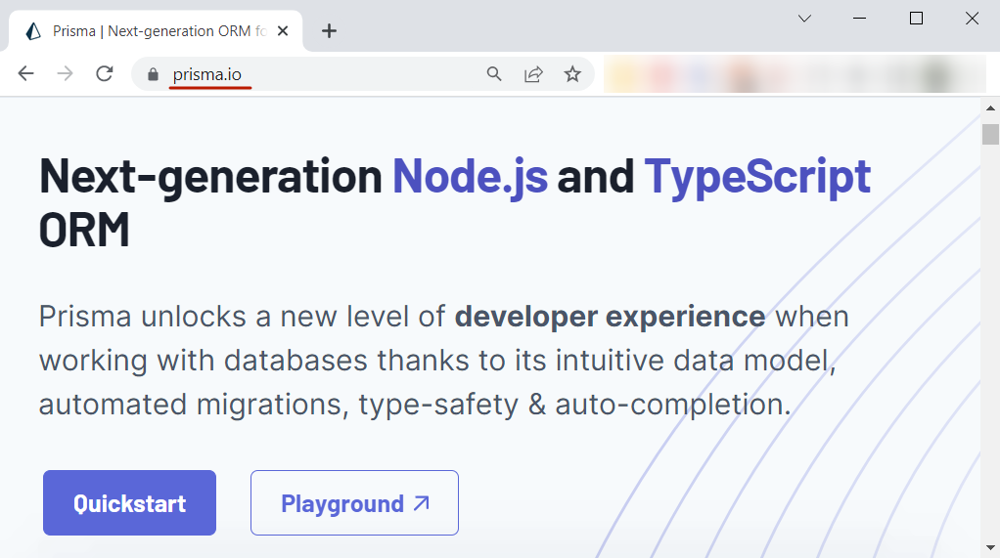 Prisma | Next-generation ORM fo
prisma.io
Next-generation Node.js and TypeScript
ORM
Prisma unlocks a new level of developer experience when
working with databases thanks to its intuitive data model,
automated migrations, type-safety & auto-completion.
Quickstart
Playground